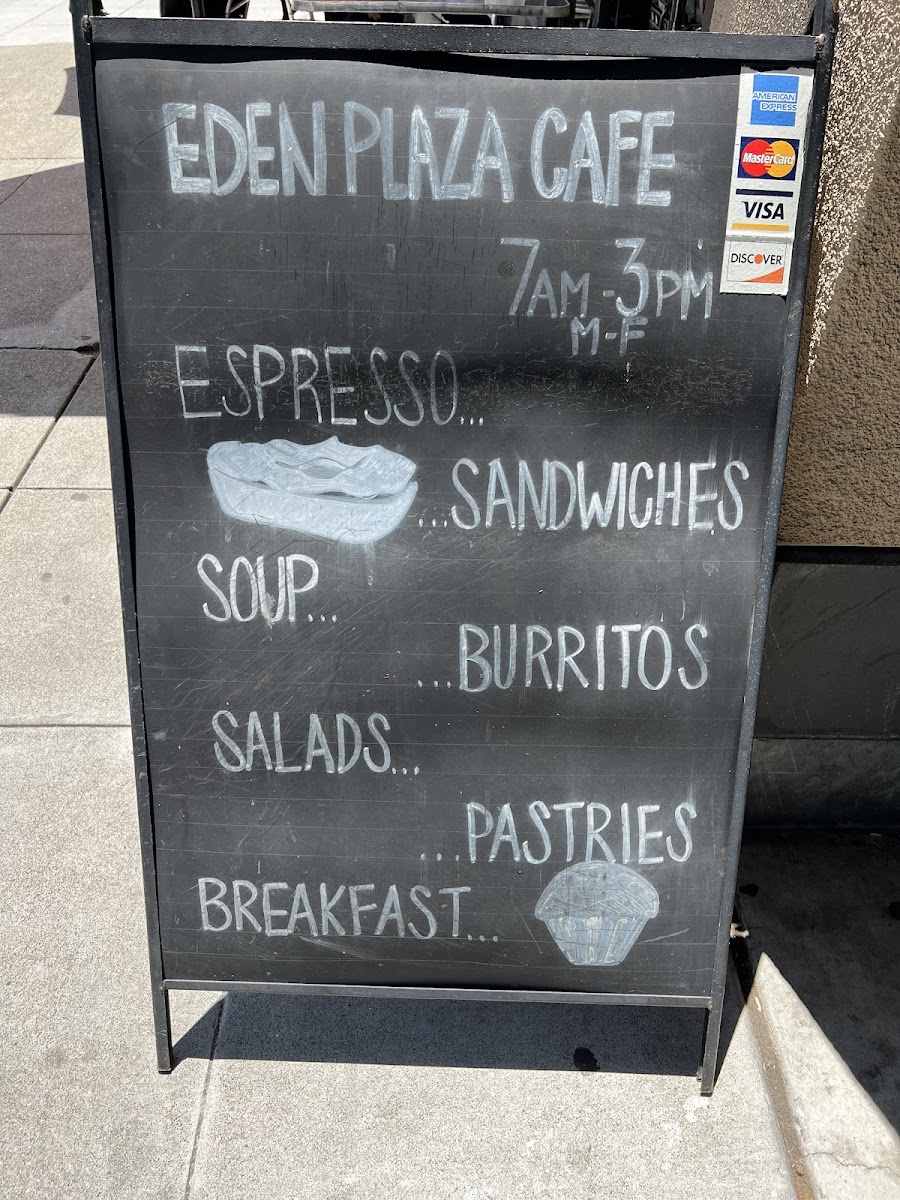 EDEN PLAZA CAFE
AMERICAN
EXPRESS
MasterCard
VISA
DISCOVER
7AM-3PM
M-F
ESPRESSO...
...SANDWICHES
SOUP...
...BURRITOS
SALADS...
...PASTRIES
BREAKFAST...